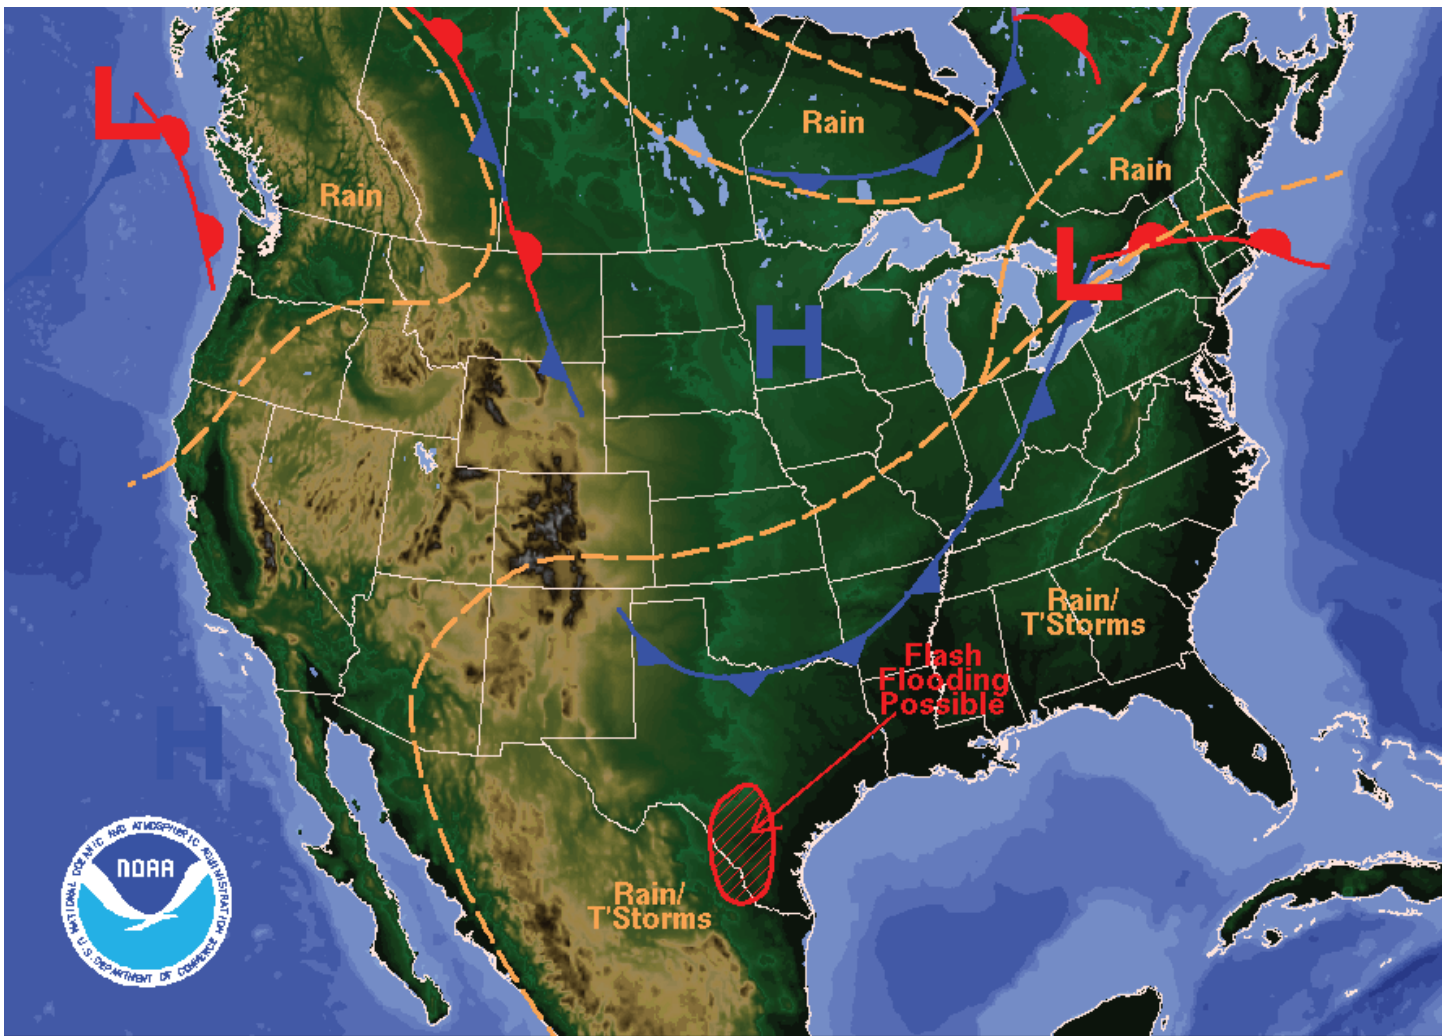 L
Rain
Rain
Rain
L
H
Rain/
T'Storms
Flash
Flooding
Possible
H
Rain/
T'Storms
NATIONAL OCEANIC AND ATMOSPHERIC ADMINISTRATION
NOAA
U.S. DEPARTMENT OF COMMERCE